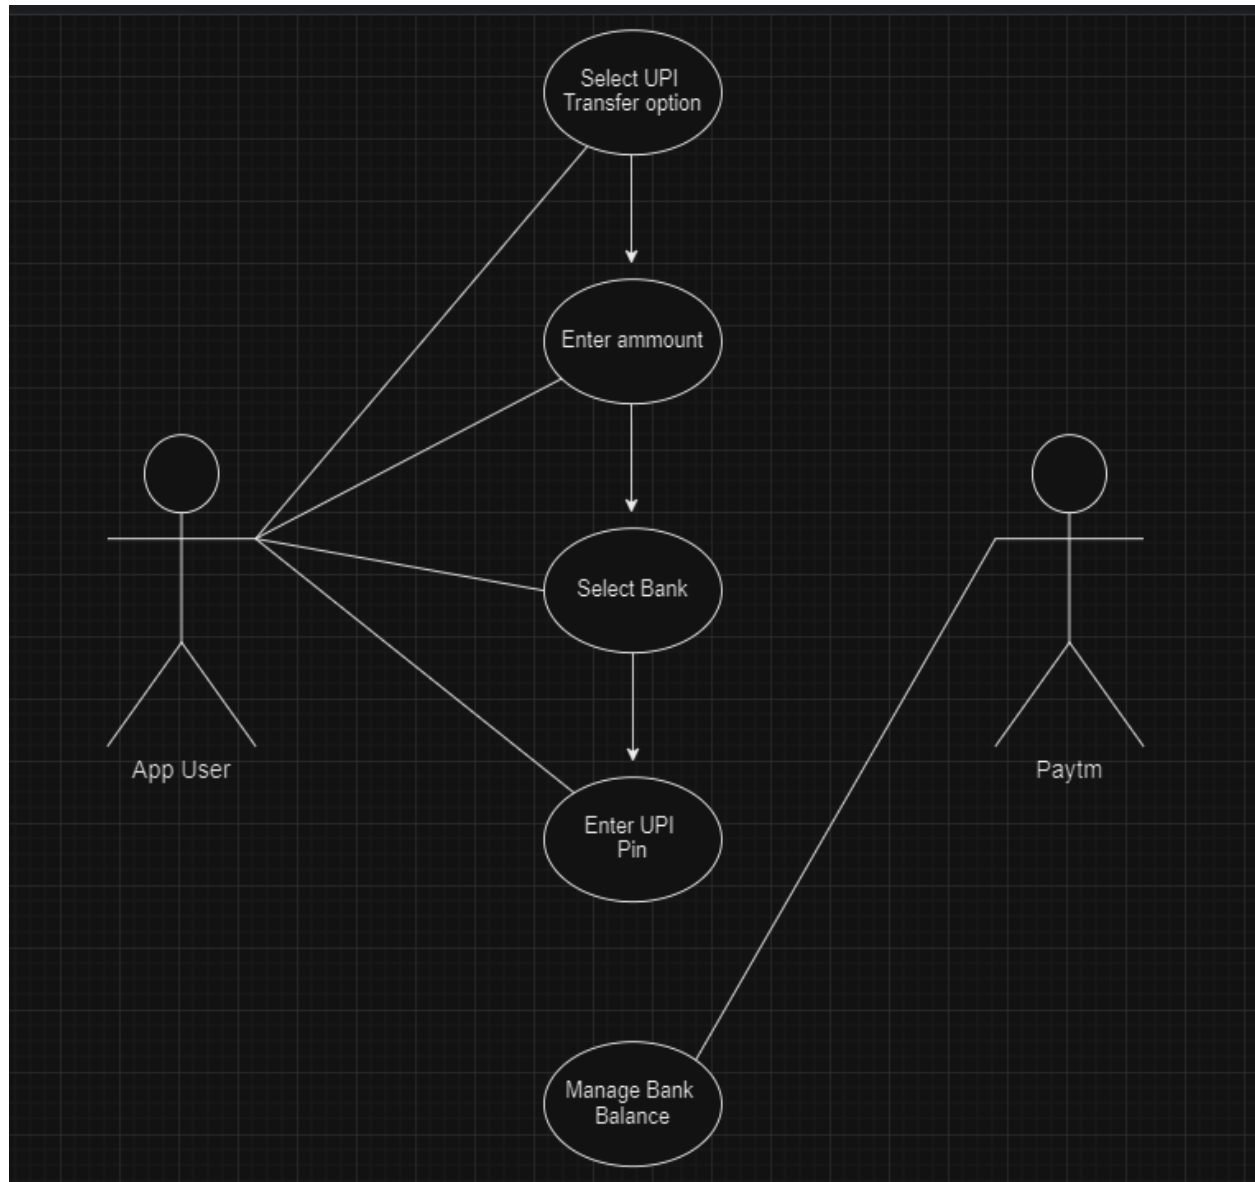 Select UPI
Transfer option
Enter ammount
Select Bank
App User
Paytm
Enter UPI
Pin
Manage Bank
Balance